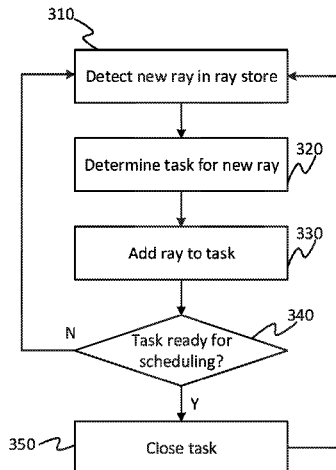 310
Detect new ray in ray store
Determine task for new ray
320
330
Add ray to task
340
N
Task ready for
scheduling?
Y
350
Close task